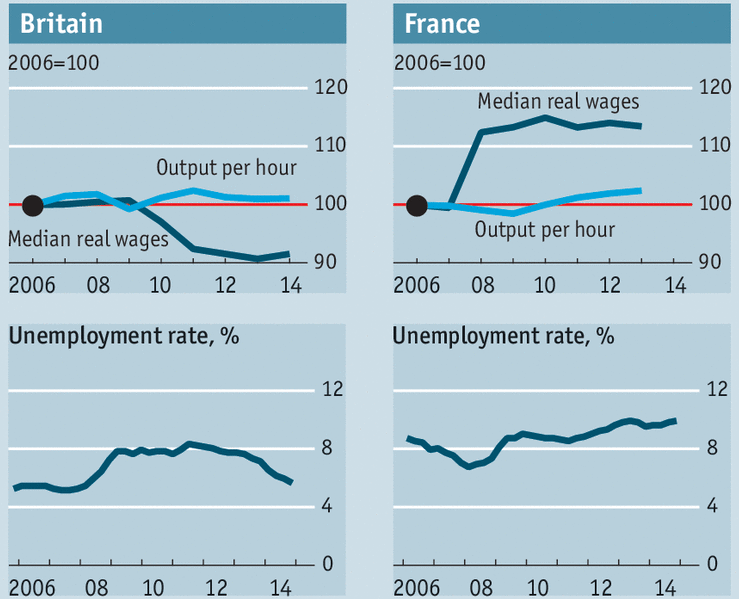 Britain
2006=100
120
110
Output per hour
100
Median real wages
90
2006 08 10 12 14
Unemployment rate, %
12
8
4
0
2006 08 10 12 14
France
2006=100
120
Median real wages
110
100
Output per hour
90
2006 08 10 12 14
Unemployment rate, %
12
8
4
0
2006 08 10 12 14